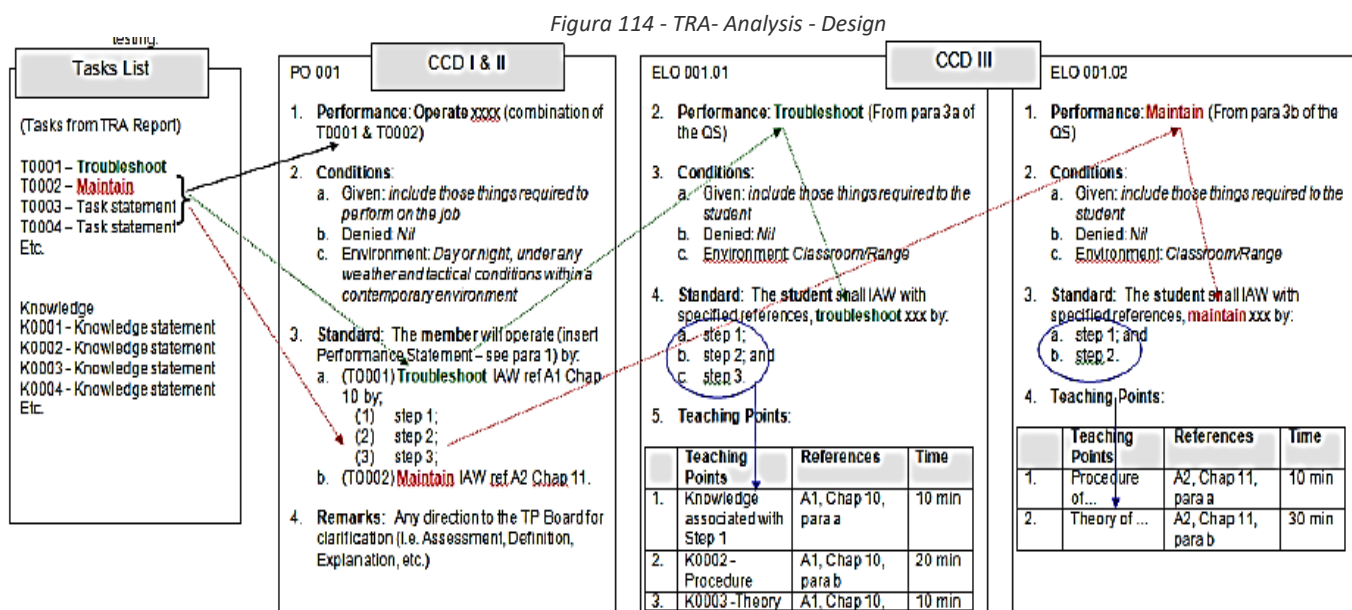 Figura 114 - TRA- Analysis - Design
testing.
Tasks List
(Tasks from TRA Report)
T0001 – Troubleshoot
T0002 – Maintain
T0003 – Task statement
T0004 – Task statement
Etc.
Knowledge
K0001 - Knowledge statement
K0002 - Knowledge statement
K0003 - Knowledge statement
K0004 - Knowledge statement
Etc.
CCD I & II
PO 001
1. Performance: Operate xxxx (combination of
T0001 & T0002)
2. Conditions:
a. Given: include those things required to
perform on the job
b. Denied: Nil
c. Environment: Day or night, under any
weather and tactical conditions within a
contemporary environment
3. Standard: The member will operate (insert
Performance Statement – see para 1) by:
a. (T0001) Troubleshoot IAW ref A1 Chap
10 by;
(1) step 1;
(2) step 2;
(3) step 3;
b. (T0002) Maintain IAW ref A2 Chap 11.
4. Remarks: Any direction to the TP Board for
clarification (i.e. Assessment, Definition,
Explanation, etc.)
CCD III
ELO 001.01
2. Performance: Troubleshoot (From para 3a of
the QS)
3. Conditions:
a. Given: include those things required to the
student
b. Denied: Nil
c. Environment: Classroom/Range
4. Standard: The student shall IAW with
specified references, troubleshoot xxx by:
a. step 1;
b. step 2; and
c. step 3.
5. Teaching Points:
Teaching Points References Time
1. Knowledge associated with Step 1 A1, Chap 10, para a 10 min
2. K0002 - Procedure A1, Chap 10, para b 20 min
3. K0003 -Theory A1, Chap 10, 10 min
ELO 001.02
1. Performance: Maintain (From para 3b of the
QS)
2. Conditions:
a. Given: include those things required to the
student
b. Denied: Nil
c. Environment: Classroom/Range
3. Standard: The student shall IAW with
specified references, maintain xxx by:
a. step 1; and
b. step 2.
4. Teaching Points:
Teaching Points References Time
1. Procedure of... A2, Chap 11, para a 10 min
2. Theory of ... A2, Chap 11, para b 30 min